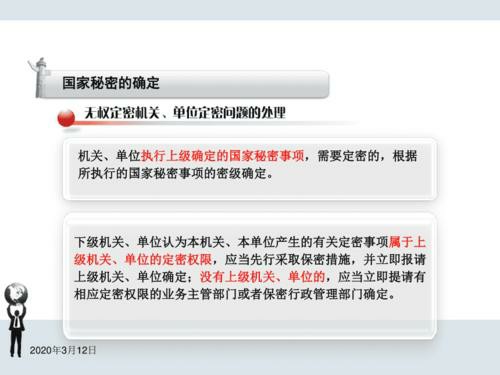 国家秘密的确定
无权定密机关、单位定密问题的处理
机关、单位执行上级确定的国家秘密事项，需要定密的，根据
所执行的国家秘密事项的密级确定。
下级机关、单位认为本机关、本单位产生的有关定密事项属于上
级机关、单位的定密权限，应当先行采取保密措施，并立即报请
上级机关、单位确定；没有上级机关、单位的，应当立即提请有
相应定密权限的业务主管部门或者保密行政管理部门确定。
2020年3月12日